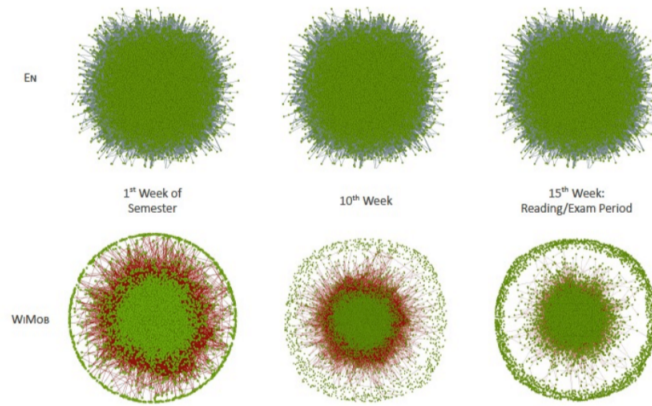 EN
1st Week of
Semester
10th Week
15th Week:
Reading/Exam Period
WIMOB